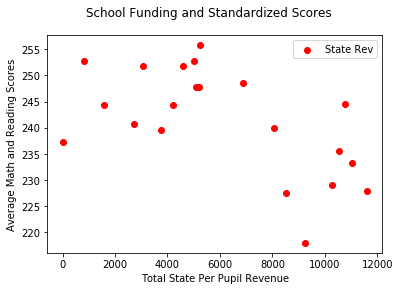 School Funding and Standardized Scores
State Rev
Average Math and Reading Scores
255
250
245
240
235
230
225
220
0 2000 4000 6000 8000 10000 12000
Total State Per Pupil Revenue